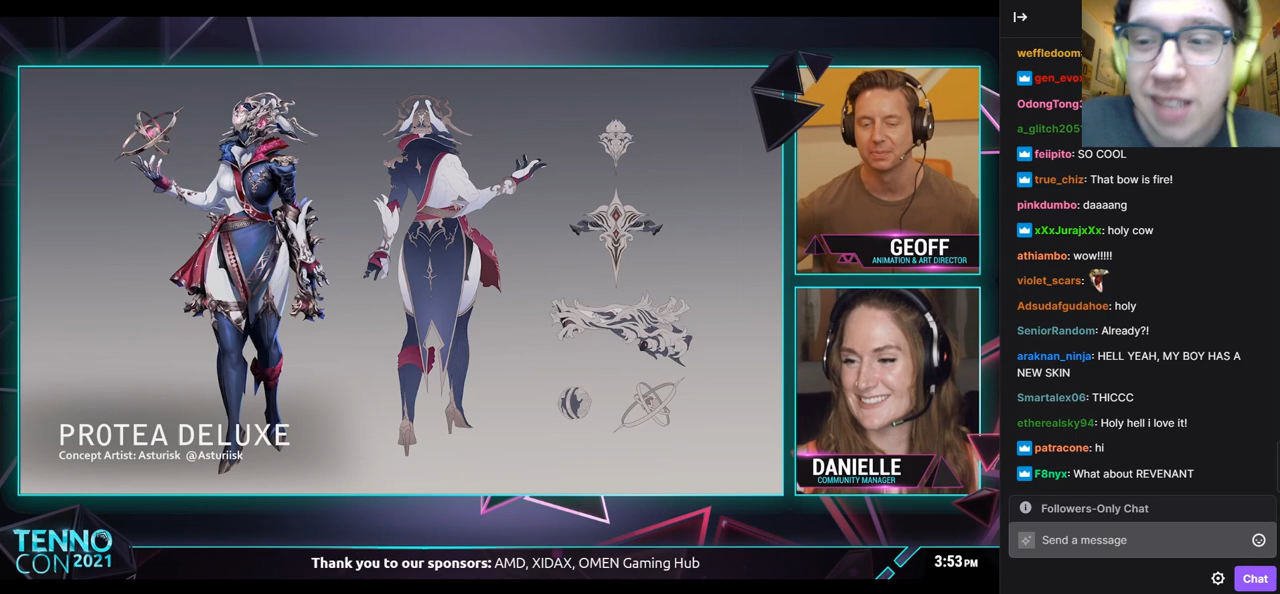 PROTEA DELUXE
Concept Artist: Asturisk @Asturiisk
GEOFF
ANIMATION & ART DIRECTOR
DANIELLE
COMMUNITY MANAGER
TENNO
CON 2021
Thank you to our sponsors: AMD, XIDAX, OMEN Gaming Hub
3:53 PM
weffledoom
gen_evo
OdongTong
a_glitch205
feiipito: SO COOL
true_chiz: That bow is fire!
pinkdumbo: daaaang
xXxJurajxXx: holy cow
athiambo: wow!!!!!
violet_scars:
Adsudafgudahoe: holy
SeniorRandom: Already?!
araknan_ninja: HELL YEAH, MY BOY HAS A
NEW SKIN
Smartalex06: THICCC
etherealsky94: Holy hell i love it!
patracone: hi
F8nyx: What about REVENANT
Followers-Only Chat
Send a message
Chat